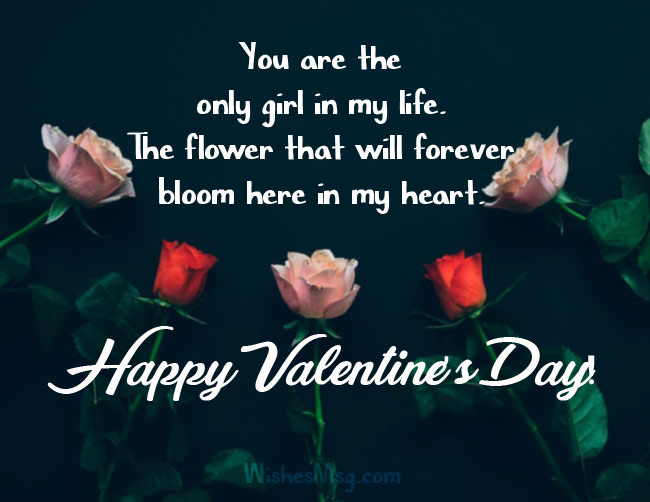 You are the
only girl in my life.
The flower that will forever
bloom here in my heart.
Happy Valentine's Day!
WishesMsg.com